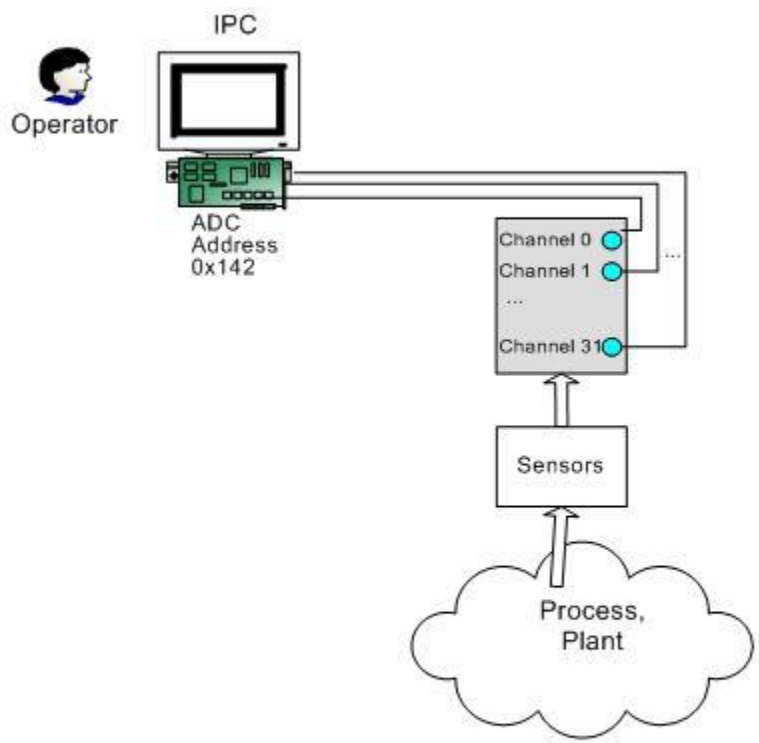 IPC
Operator
ADC
Address
0x142
Channel 0
Channel 1
...
...
Channel 31
Sensors
Process,
Plant